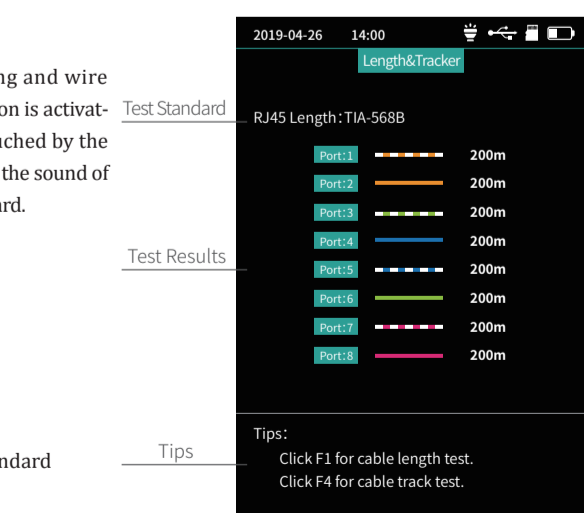 ng and wire
on is activat-
ched by the
the sound of
rd.
ndard
Test Standard
Test Results
Tips
2019-04-26 14:00
Length&Tracker
RJ45 Length:TIA-568B
Port:1 200m
Port:2 200m
Port:3 200m
Port:4 200m
Port:5 200m
Port:6 200m
Port:7 200m
Port:8 200m
Tips:
Click F1 for cable length test.
Click F4 for cable track test.